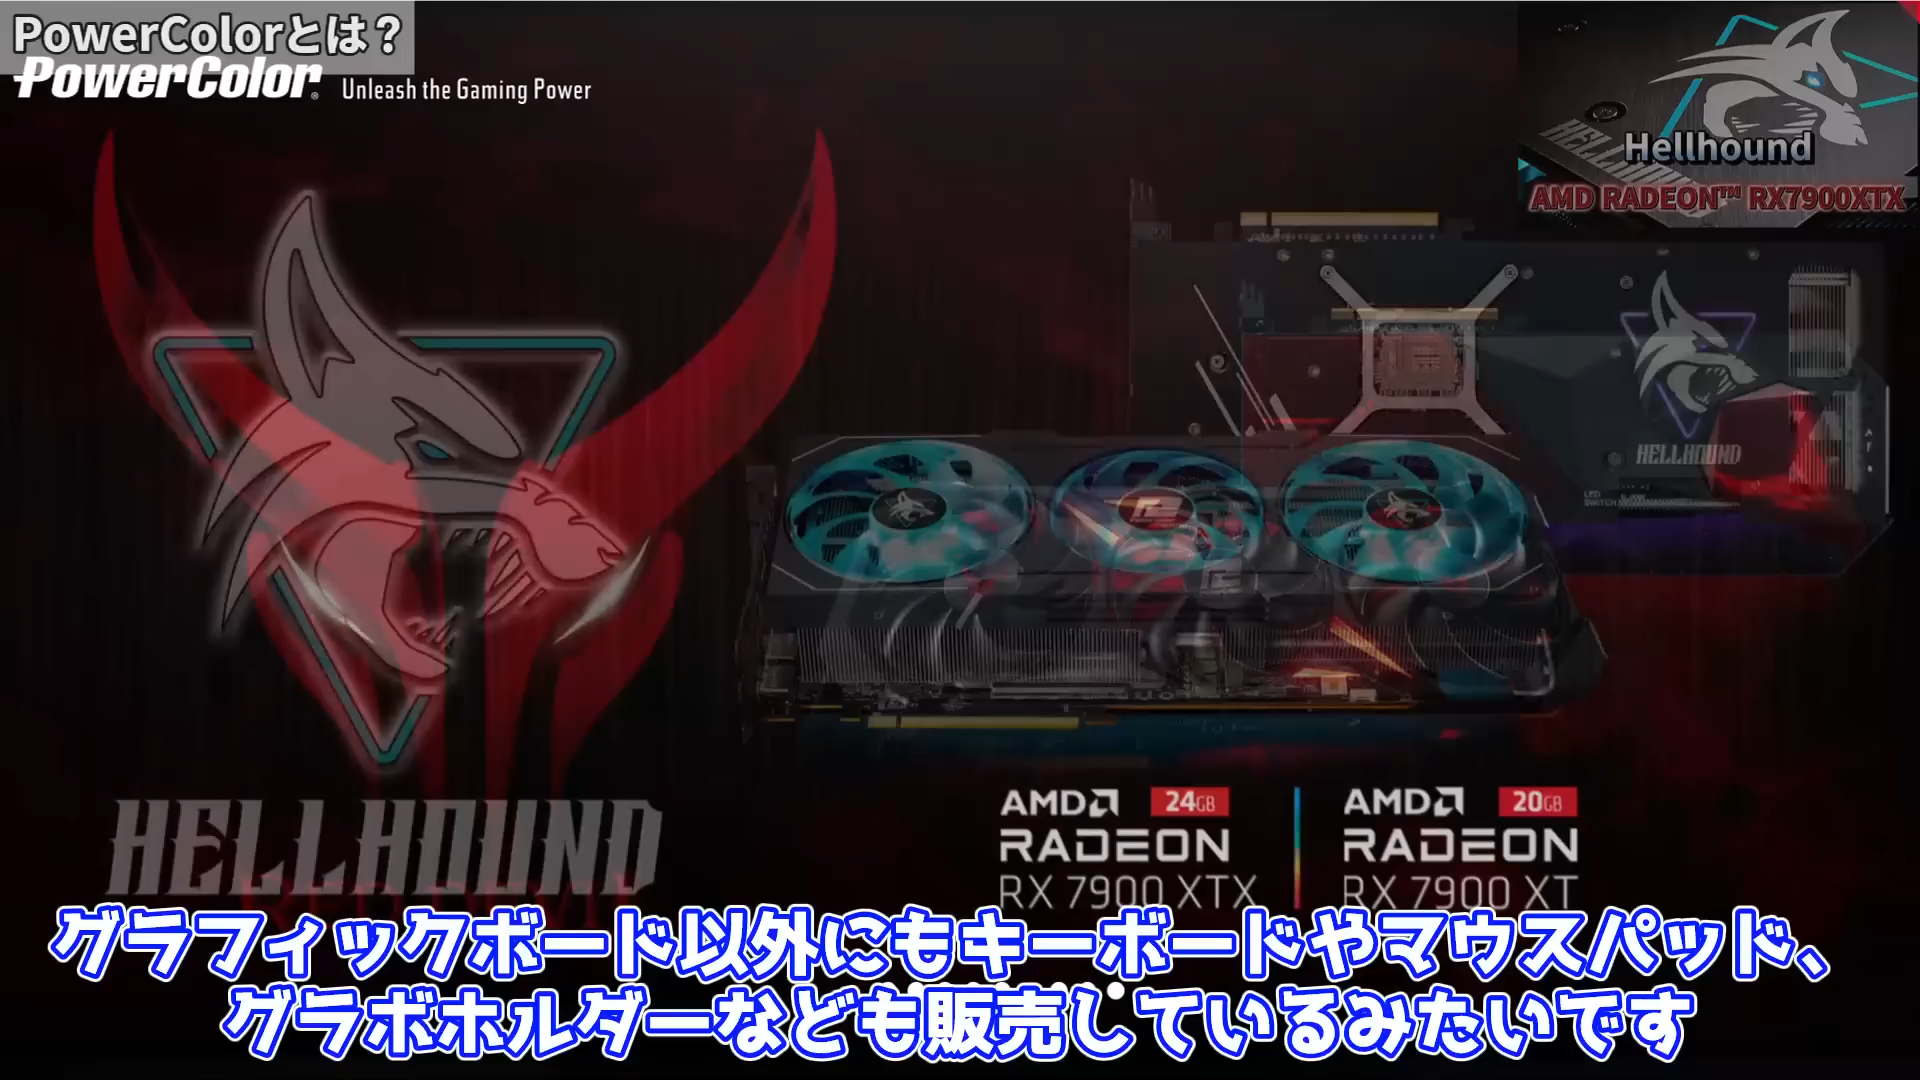 PowerColorとは？
PowerColor® Unleash the Gaming Power
Hellhound
AMD RADEON™ RX7900XTX
HELLHOUND
LED
SWITCH
HELLHOUND
AMD 24GB
RADEON
RX 7900 XTX
AMD 20GB
RADEON
RX 7900 XT
グラフィックボード以外にもキーボードやマウスパッド、
グラボホルダーなども販売しているみたいです